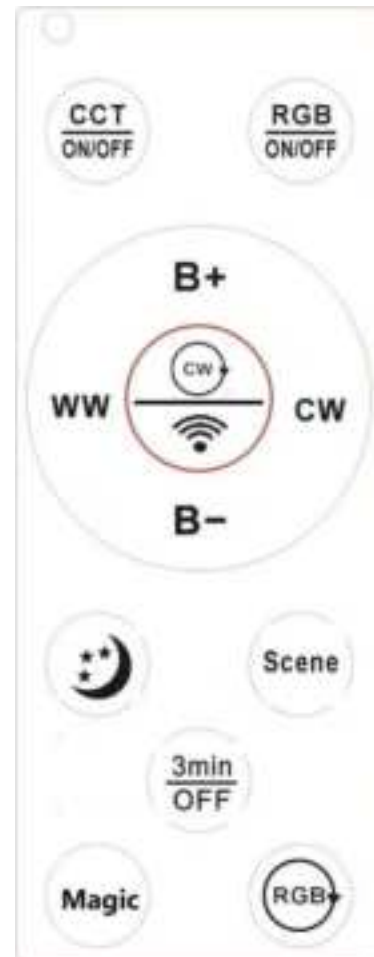 CCT
ON/OFF
RGB
ON/OFF
B+
CW
WW
CW
B−
Scene
3min
OFF
Magic
RGB